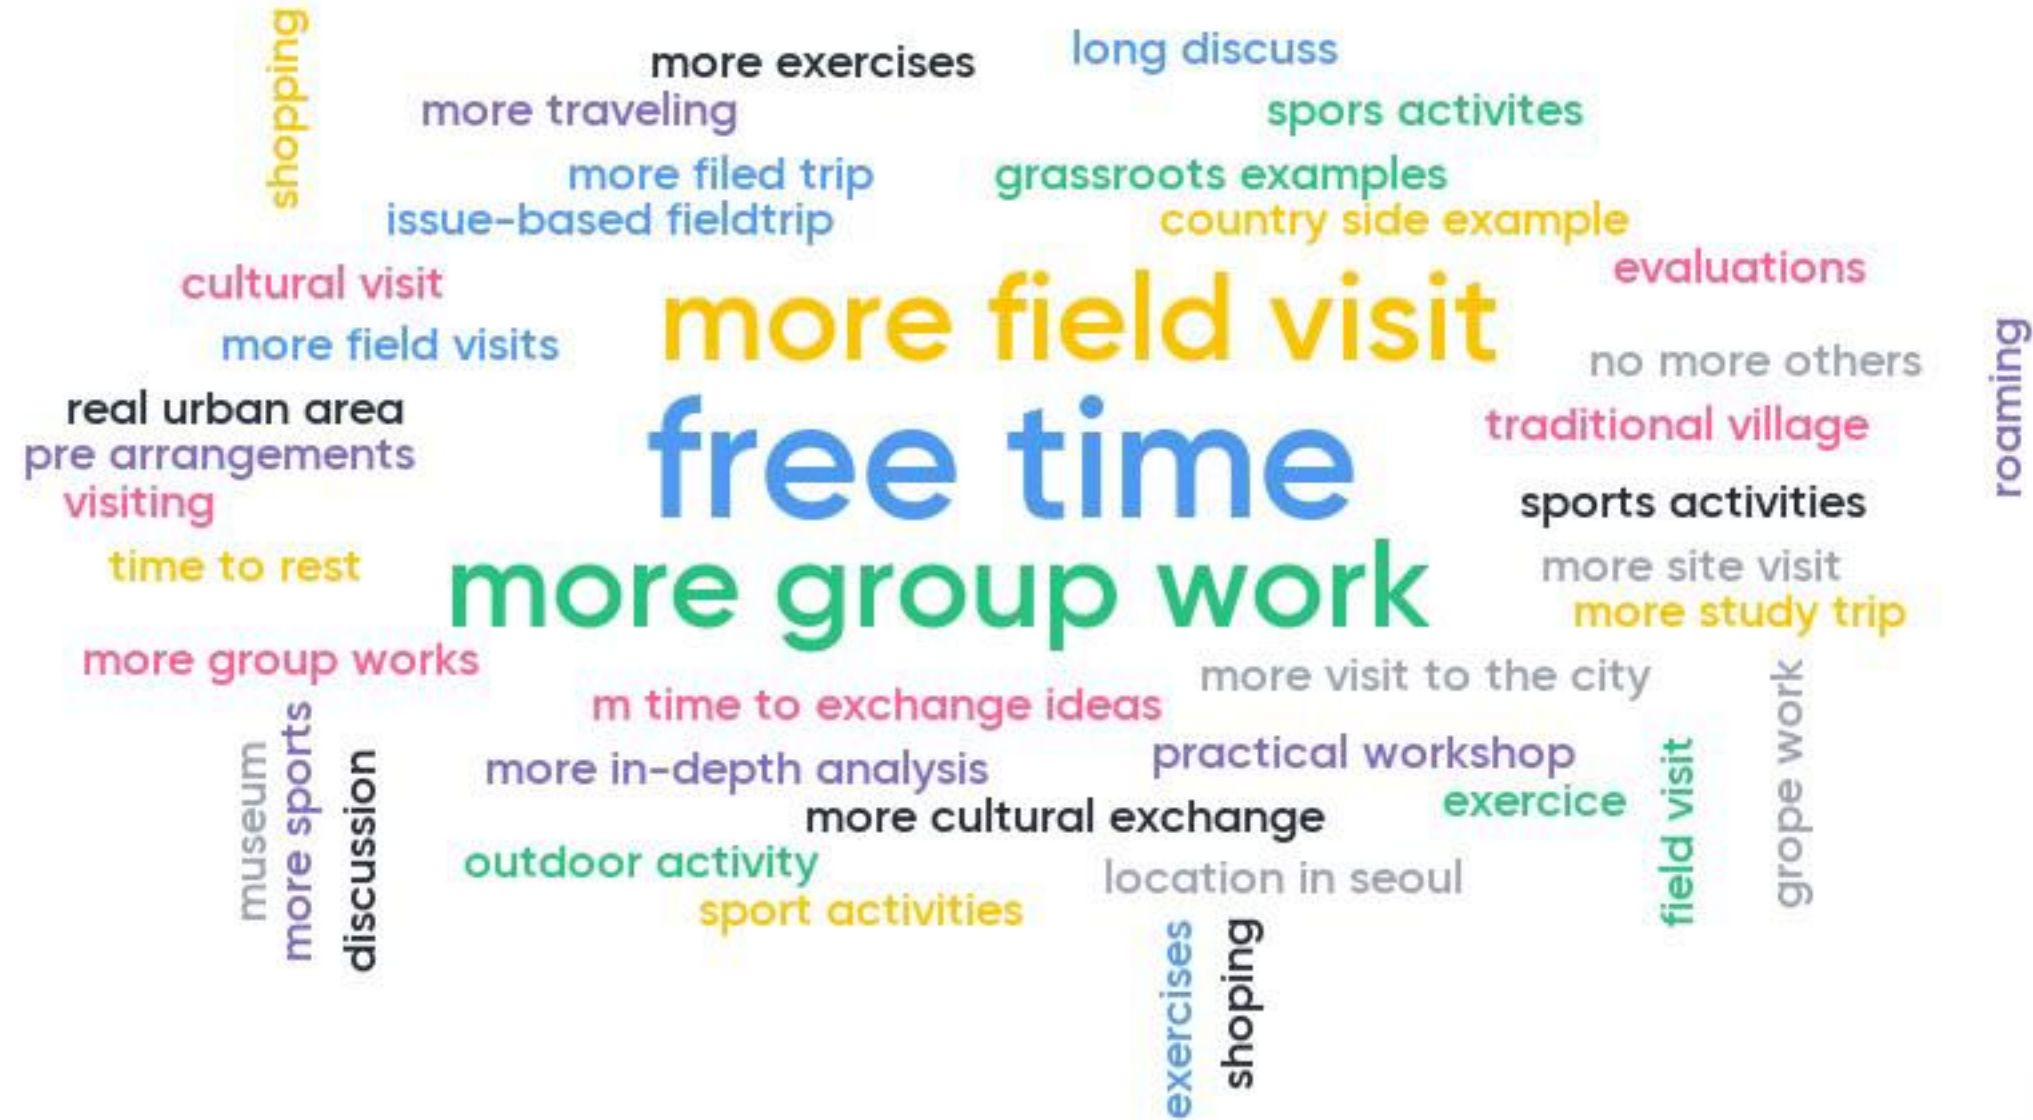 shopping
more exercises
long discuss
more traveling
spors activites
more filed trip
grassroots examples
issue-based fieldtrip
country side example
cultural visit
more field visit
evaluations
more field visits
no more others
roaming
real urban area
free time
traditional village
pre arrangements
visiting
sports activities
time to rest
more group work
more site visit
more study trip
more group works
m time to exchange ideas
more visit to the city
grope work
museum
more sports
discussion
more in-depth analysis
practical workshop
field visit
more cultural exchange
exercice
outdoor activity
location in seoul
sport activities
exercises
shoping